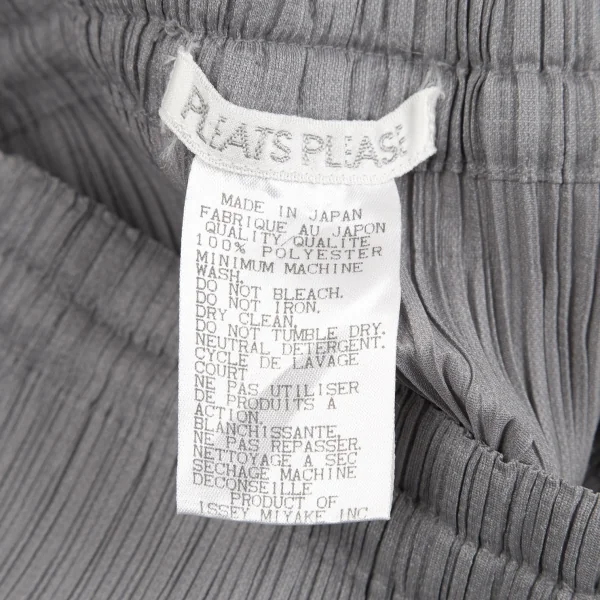 PLEATS PLEASE
MADE IN JAPAN
FABRIQUE AU JAPON
QUALITY QUALITE
100% POLYESTER
MINIMUM MACHINE
WASH.
DO NOT BLEACH.
DO NOT IRON.
DRY CLEAN.
DO NOT TUMBLE DRY.
NEUTRAL DETERGENT.
CYCLE DE LAVAGE
COURT
NE PAS UTILISER
DE PRODUITS A
ACTION.
BLANCHISSANTE.
NE PAS REPASSER.
NETTOYAGE A SEC
SECHAGE MACHINE
DECONSEILLE
PRODUCT OF
ISSEY MIYAKE INC